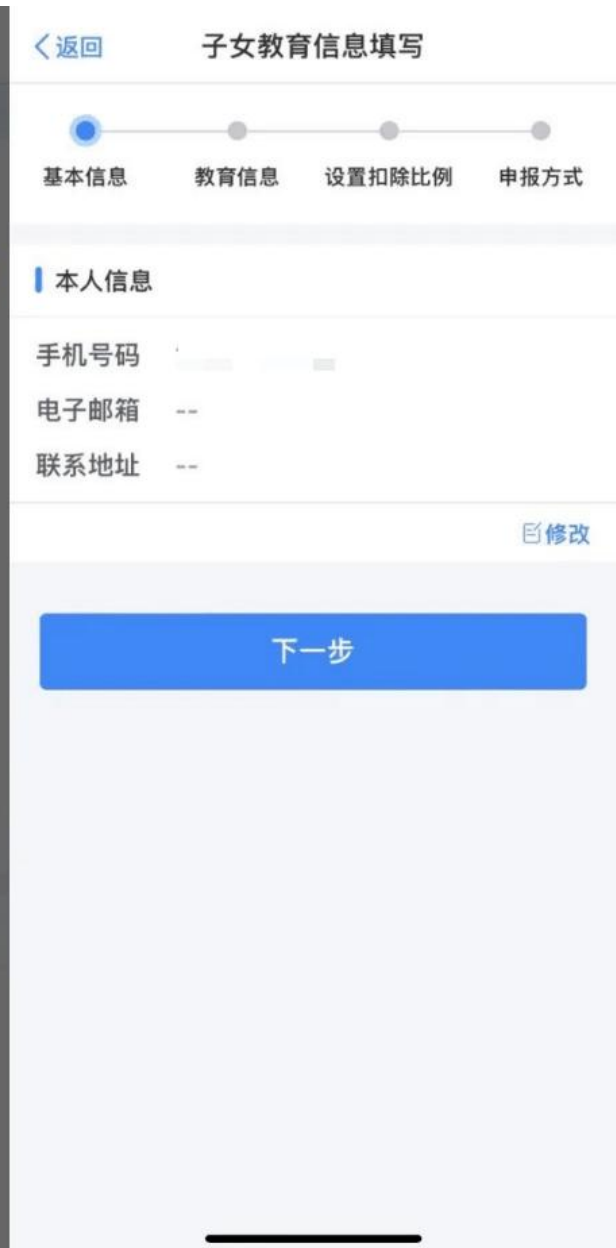 返回 子女教育信息填写
基本信息 教育信息 设置扣除比例 申报方式
本人信息
手机号码
电子邮箱 --
联系地址 --
修改
下一步